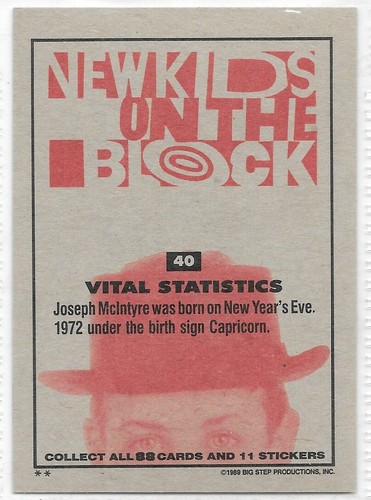 NEW KIDS
ON THE
BLOCK
40
VITAL STATISTICS
Joseph McIntyre was born on New Year's Eve.
1972 under the birth sign Capricorn.
COLLECT ALL 88 CARDS AND 11 STICKERS
** ©1989 BIG STEP PRODUCTIONS, INC.